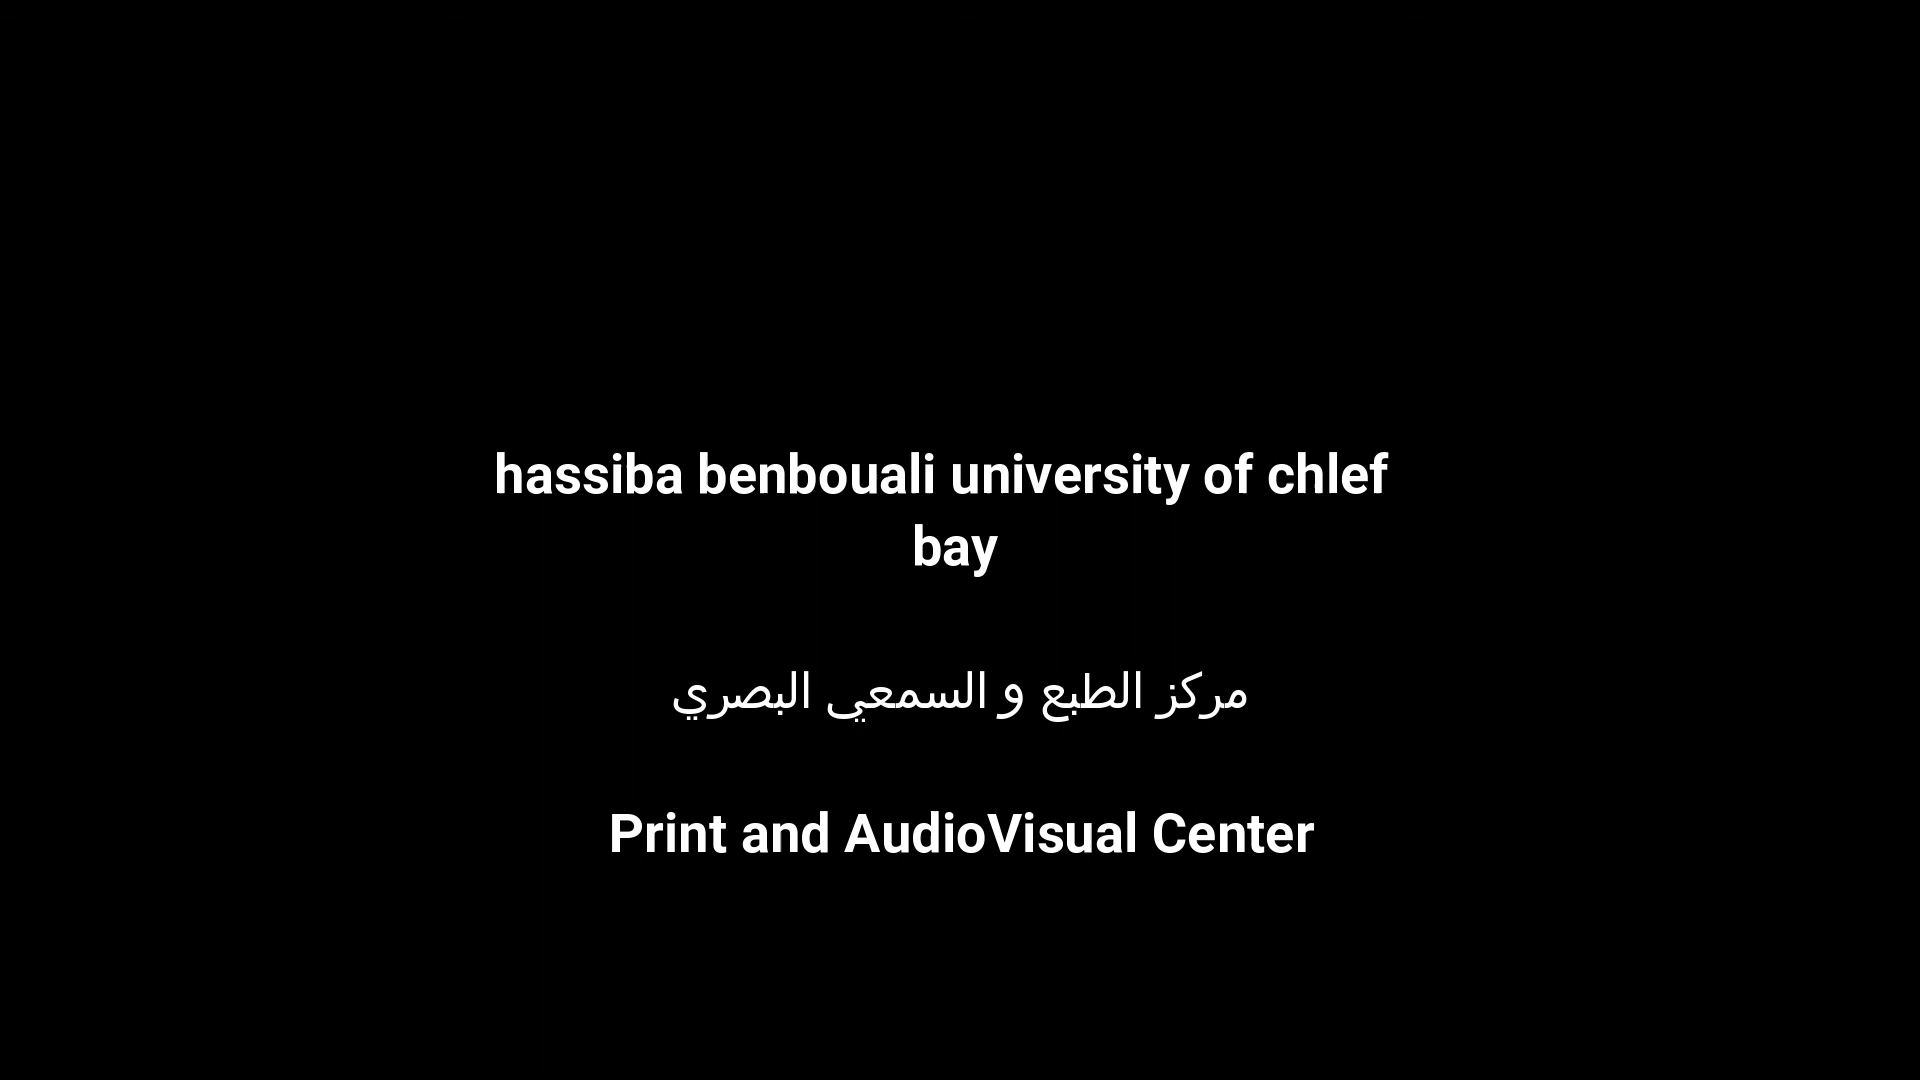 hassiba benbouali university of chlef
bay
مركز الطبع و السمعي البصري
Print and AudioVisual Center